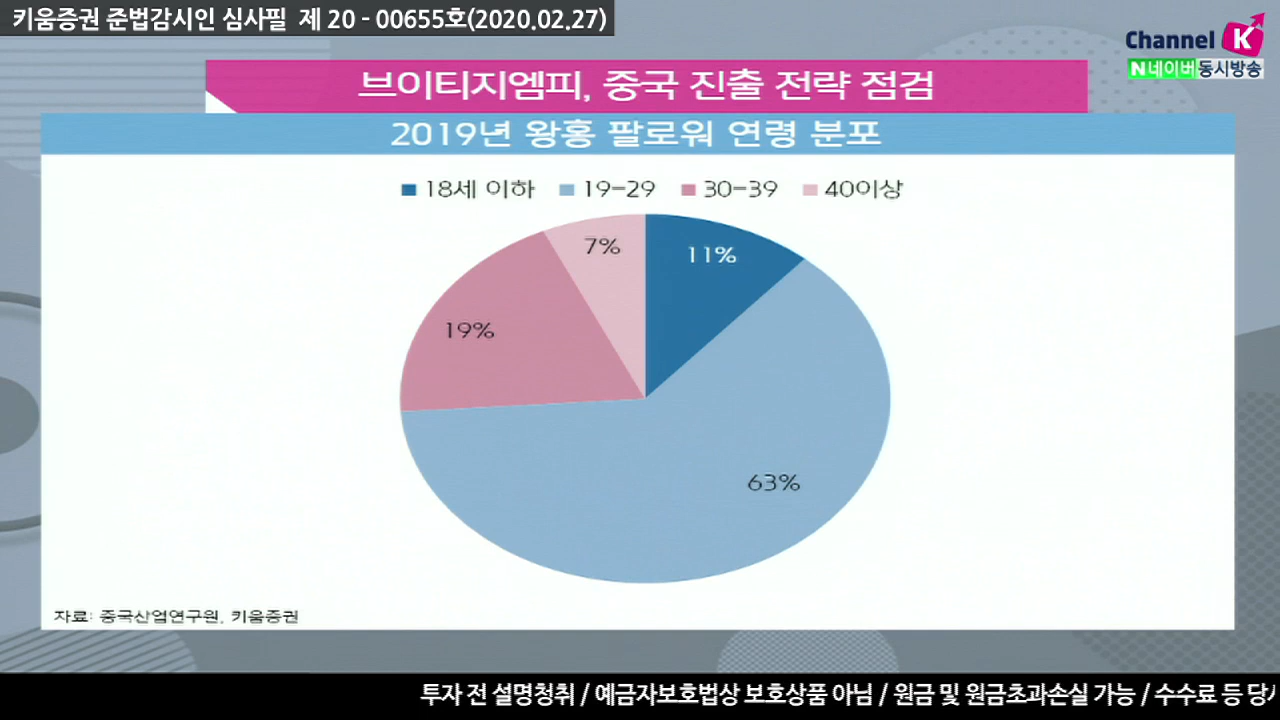 키움증권 준법감시인 심사필 제 20 - 00655호(2020.02.27)
Channel K
N 네이버 동시방송
브이티지엠피, 중국 진출 전략 점검
2019년 왕홍 팔로워 연령 분포
18세 이하 19-29 30-39 40이상
7%
11%
19%
63%
자료: 중국산업연구원, 키움증권
투자 전 설명청취 / 예금자보호법상 보호상품 아님 / 원금 및 원금초과손실 가능 / 수수료 등 당사